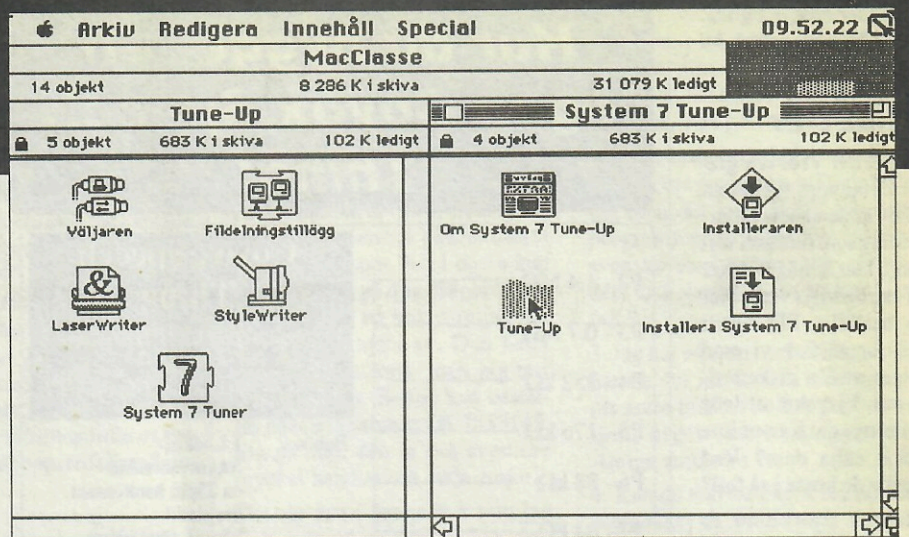 Arkiv Redigera Innehåll Special 09.52.22
MacClasse
14 objekt 8 286 K i skiva 31 079 K ledigt
Tune-Up
5 objekt 683 K i skiva 102 K ledigt
System 7 Tune-Up
4 objekt 683 K i skiva 102 K ledigt
Väljaren
Fildelningstillägg
LaserWriter
StyleWriter
7
System 7 Tuner
Om System 7 Tune-Up
Installeraren
Tune-Up
Installera System 7 Tune-Up